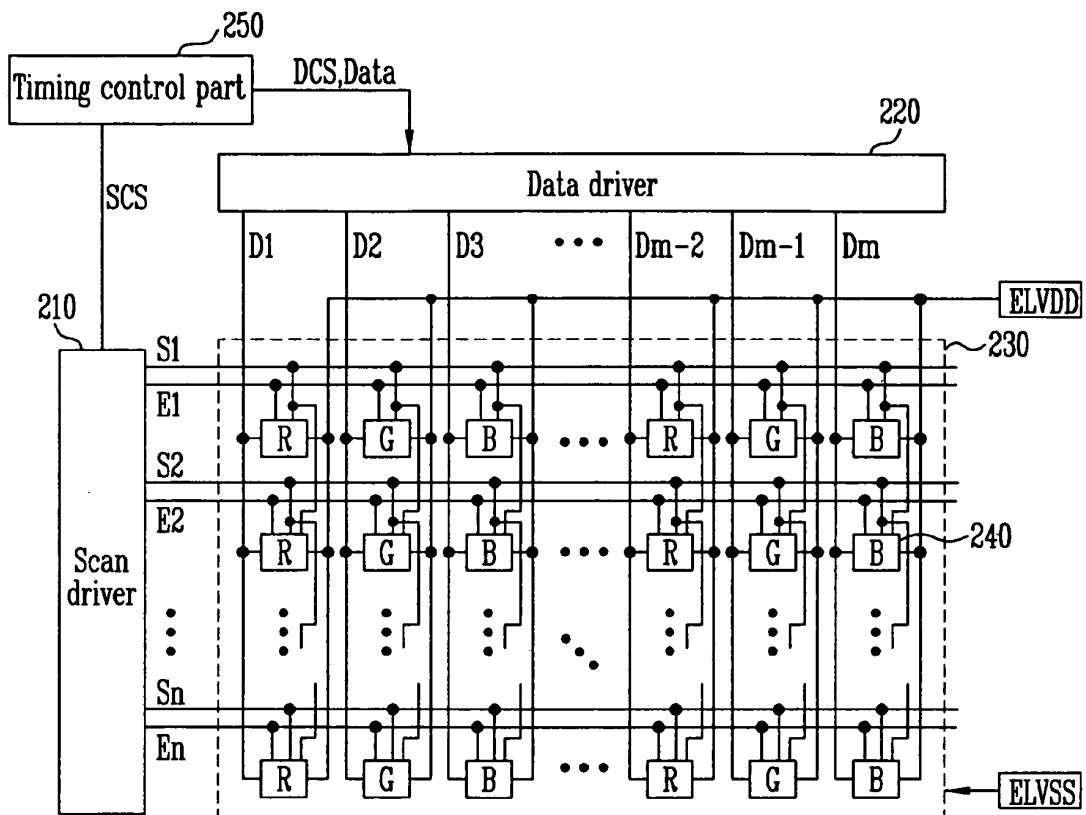 250
Timing control part
DCS,Data
220
Data driver
SCS
D1 D2 D3 Dm-2 Dm-1 Dm
ELVDD
210
230
S1
E1
R G B R G B
S2
E2
R G B R G B
240
Scan
driver
Sn
En
R G B R G B
ELVSS